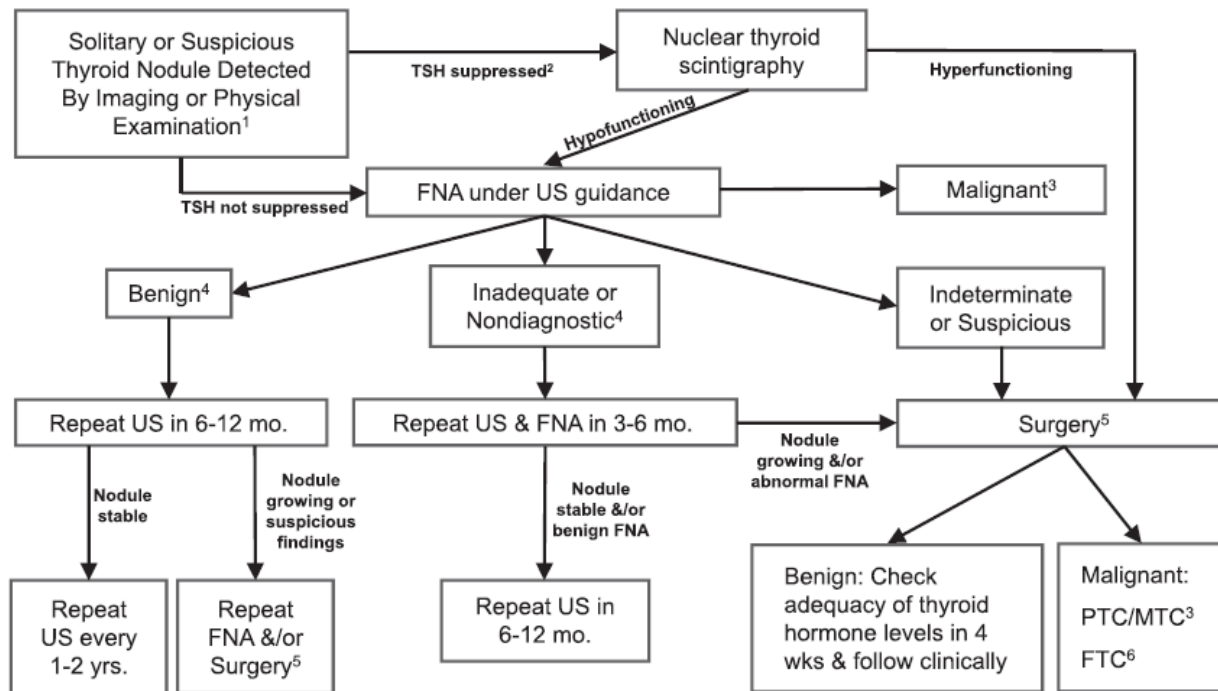 Solitary or Suspicious
Thyroid Nodule Detected
By Imaging or Physical
Examination¹
TSH suppressed²
Nuclear thyroid
scintigraphy
Hyperfunctioning
Hypofunctioning
TSH not suppressed
FNA under US guidance
Malignant³
Benign⁴
Inadequate or
Nondiagnostic⁴
Indeterminate
or Suspicious
Repeat US in 6-12 mo.
Repeat US & FNA in 3-6 mo.
Nodule
growing &/or
abnormal FNA
Surgery⁵
Nodule
stable
Nodule
growing or
suspicious
findings
Nodule
stable &/or
benign FNA
Repeat
US every
1-2 yrs.
Repeat
FNA &/or
Surgery⁵
Repeat US in
6-12 mo.
Benign: Check
adequacy of thyroid
hormone levels in 4
wks & follow clinically
Malignant:
PTC/MTC³
FTC⁶